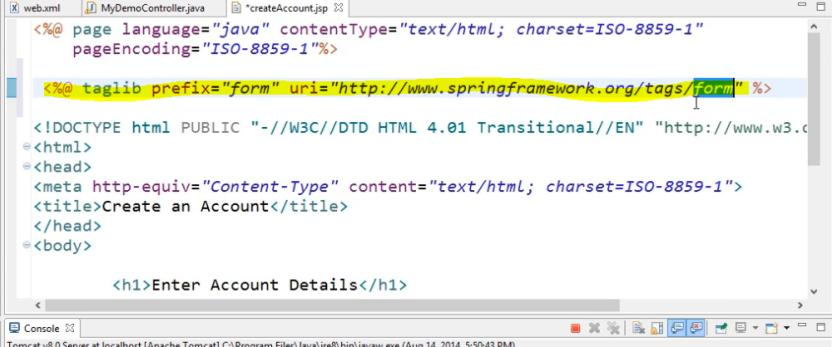 web.xml MyDemoController.java *createAccount.jsp
<%@ page language="java" contentType="text/html; charset=ISO-8859-1"
pageEncoding="ISO-8859-1"%>
<%@ taglib prefix="form" uri="http://www.springframework.org/tags/form" %>
<!DOCTYPE html PUBLIC "-//W3C//DTD HTML 4.01 Transitional//EN" "http://www.w3.o
<html>
<head>
<meta http-equiv="Content-Type" content="text/html; charset=ISO-8859-1">
<title>Create an Account</title>
</head>
<body>
<h1>Enter Account Details</h1>
Console
Tomcat v8.0 Server at localhost [Apache Tomcat] C:\Program Files\Java\jre8\bin\javaw.exe (Aug 14, 2014, 5:50:43 PM)